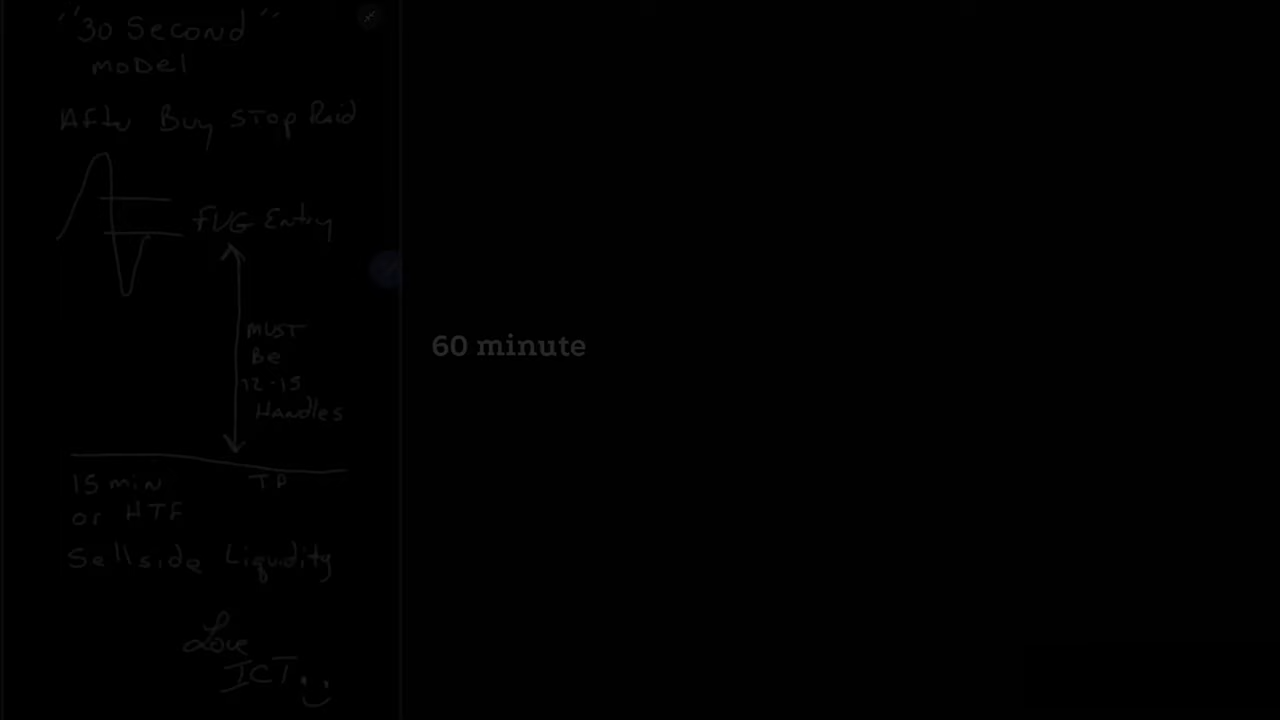 "30 Second"
model
After Buy Stop Raid
FVG Entry
MUST
Be
12-15
Handles
15 min
TP
or HTF
Sellside Liquidity
Love
ICT
60 minute